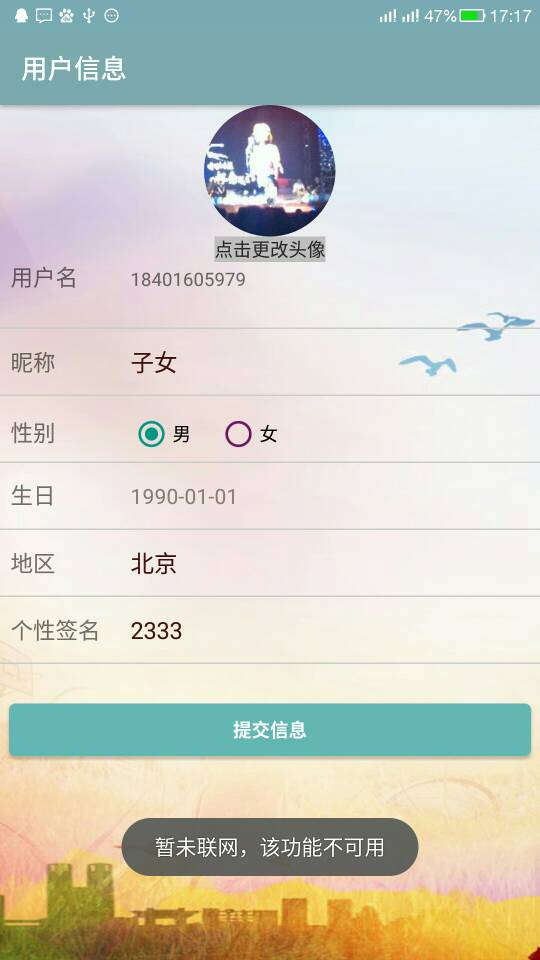 47% 17:17
用户信息
点击更改头像
用户名 18401605979
昵称 子女
性别 男 女
生日 1990-01-01
地区 北京
个性签名 2333
提交信息
暂未联网，该功能不可用